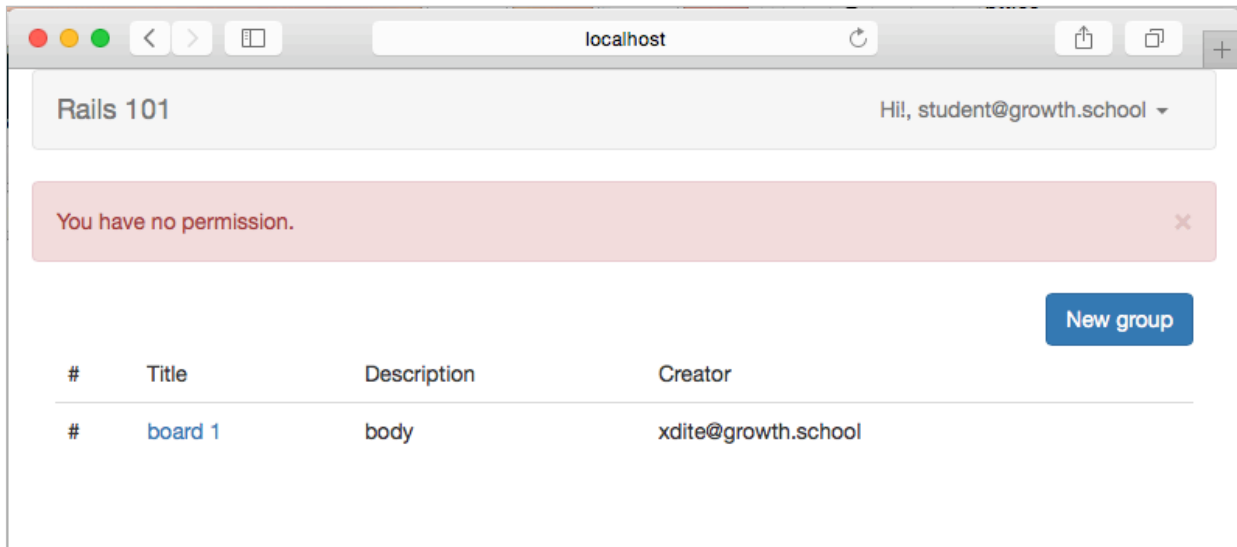 localhost
Rails 101 Hi!, student@growth.school
You have no permission. ×
New group
# Title Description Creator
# board 1 body xdite@growth.school